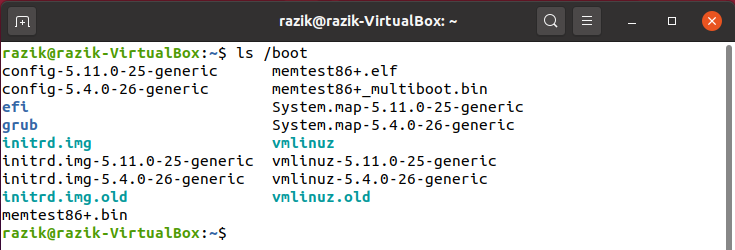 razik@razik-VirtualBox: ~
razik@razik-VirtualBox:~$ ls /boot
config-5.11.0-25-generic memtest86+.elf
config-5.4.0-26-generic memtest86+_multiboot.bin
efi System.map-5.11.0-25-generic
grub System.map-5.4.0-26-generic
initrd.img vmlinuz
initrd.img-5.11.0-25-generic vmlinuz-5.11.0-25-generic
initrd.img-5.4.0-26-generic vmlinuz-5.4.0-26-generic
initrd.img.old vmlinuz.old
memtest86+.bin
razik@razik-VirtualBox:~$